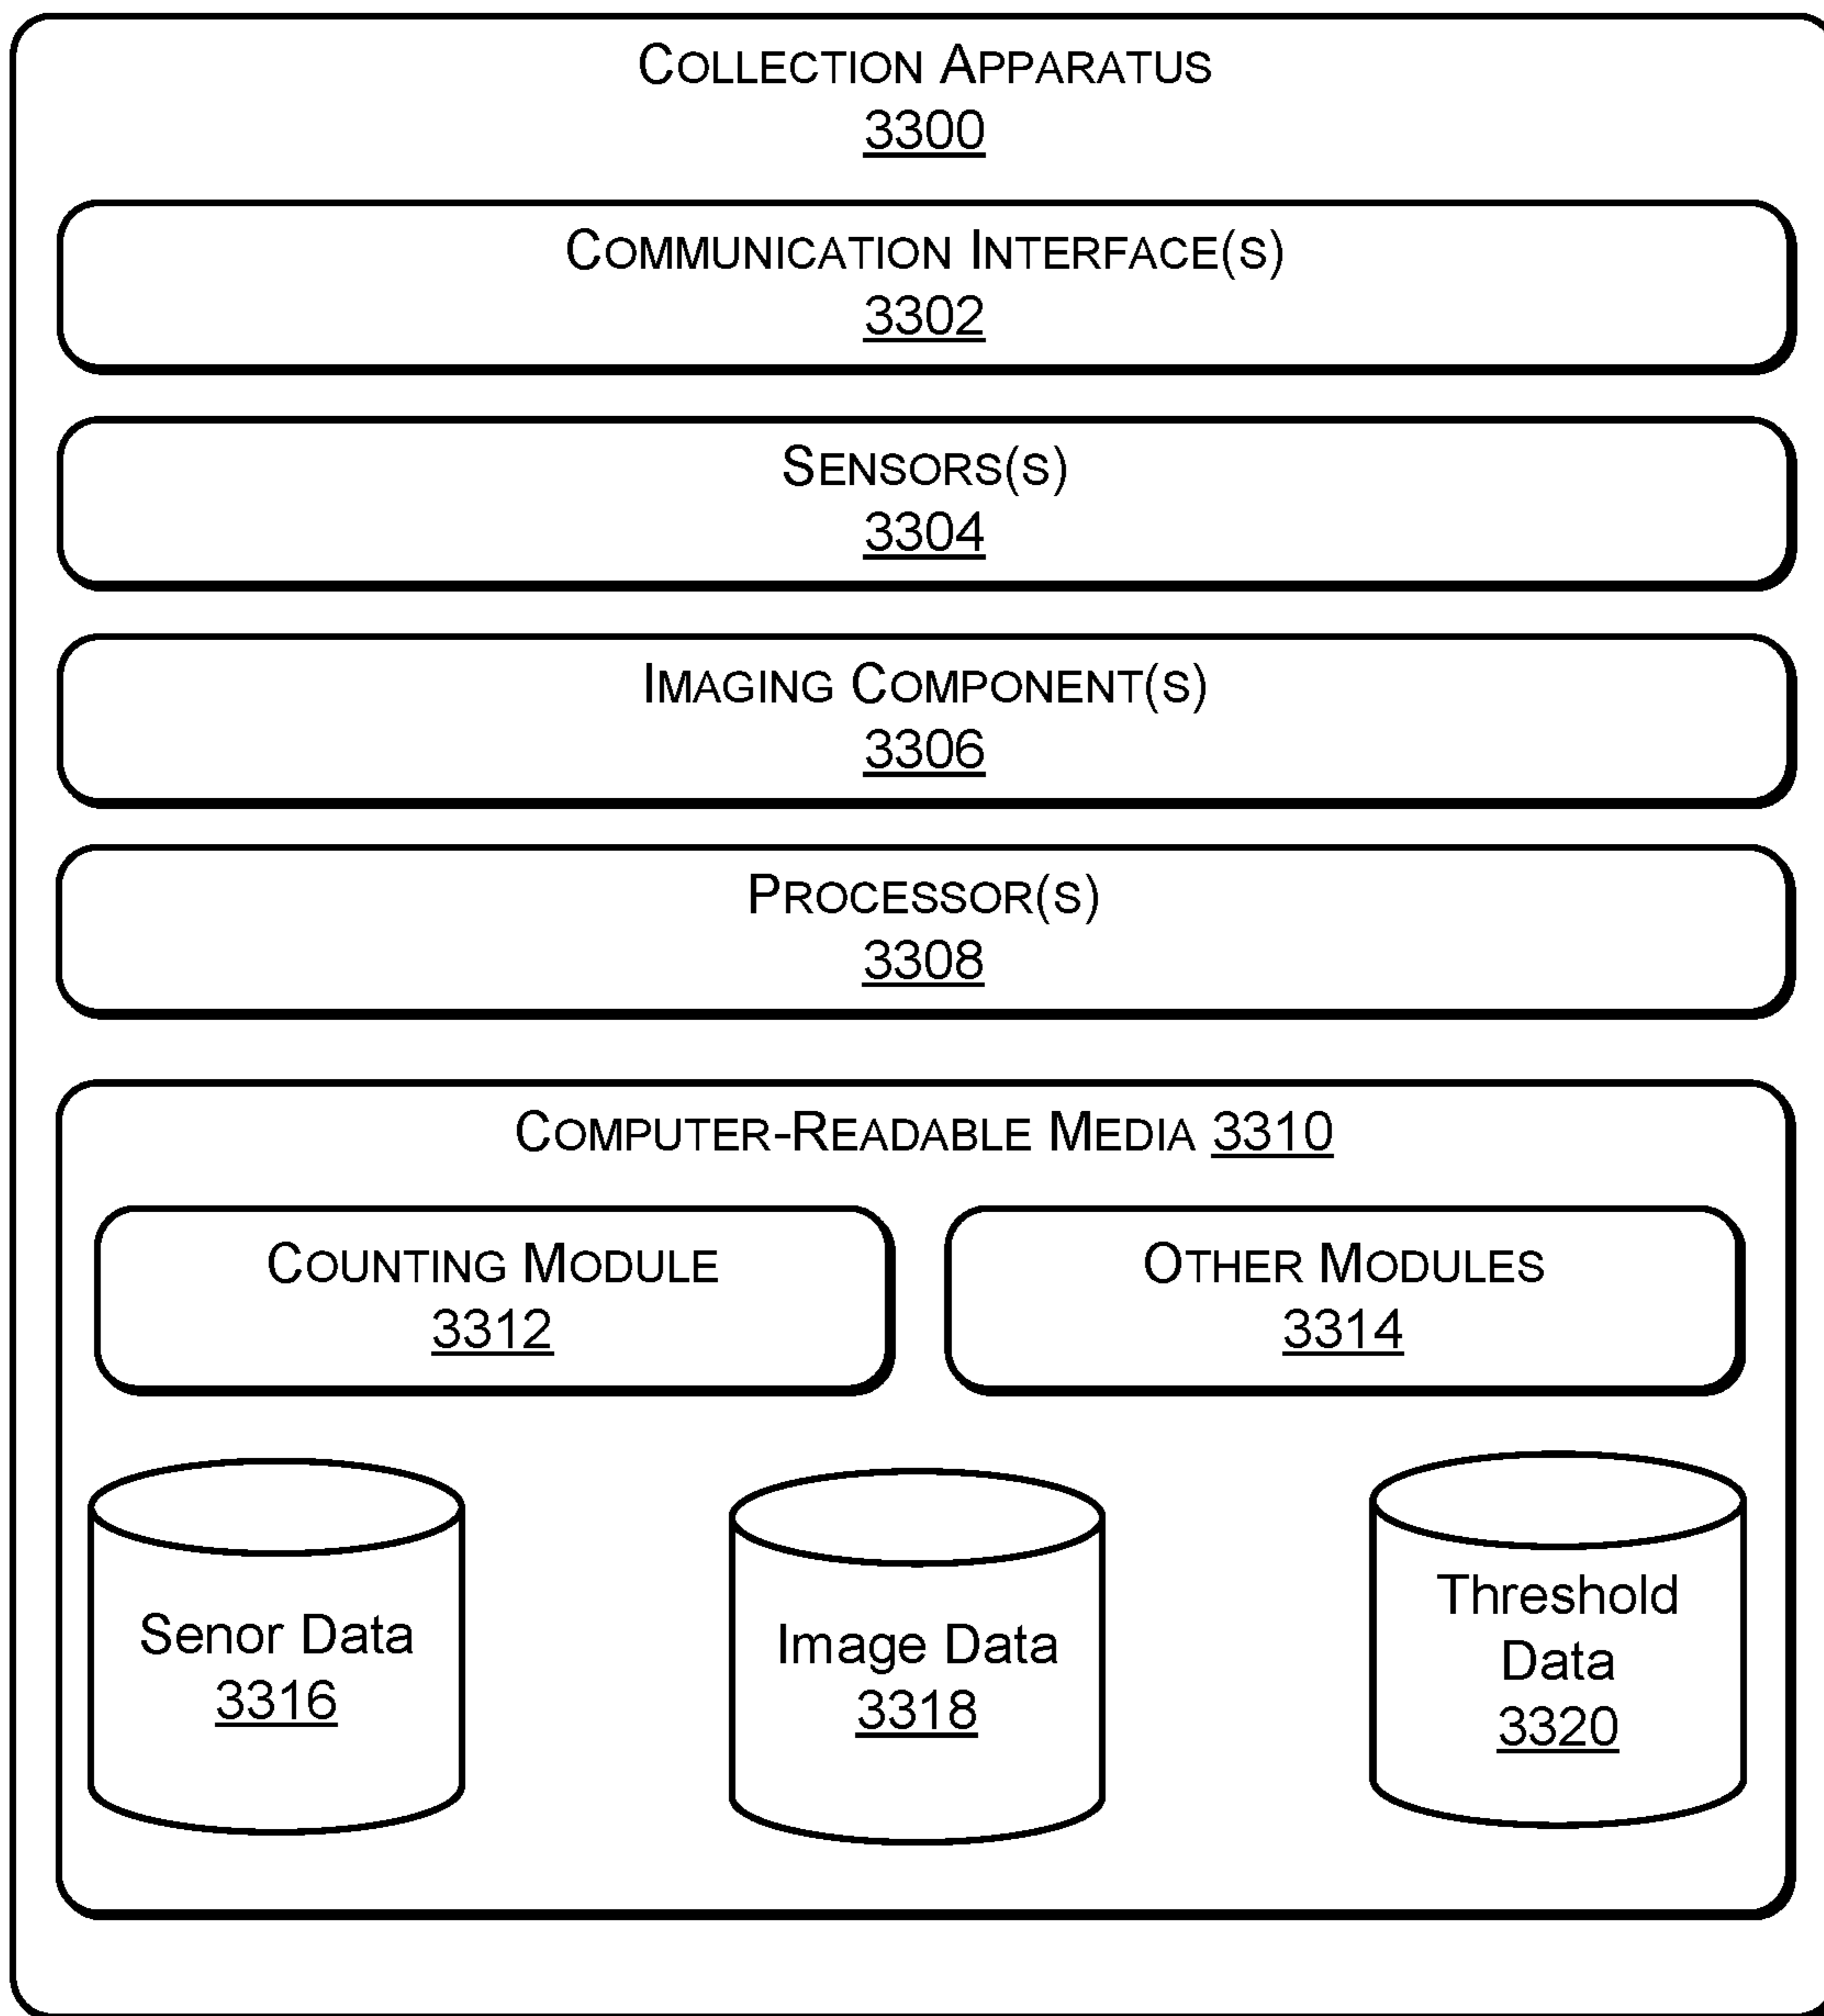 COLLECTION APPARATUS
3300
COMMUNICATION INTERFACE(S)
3302
SENSORS(S)
3304
IMAGING COMPONENT(S)
3306
PROCESSOR(S)
3308
COMPUTER-READABLE MEDIA 3310
COUNTING MODULE
3312
OTHER MODULES
3314
Senor Data
3316
Image Data
3318
Threshold
Data
3320